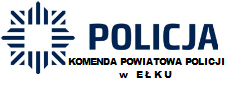 POLICJA
KOMENDA POWIATOWA POLICJI
w EŁKU